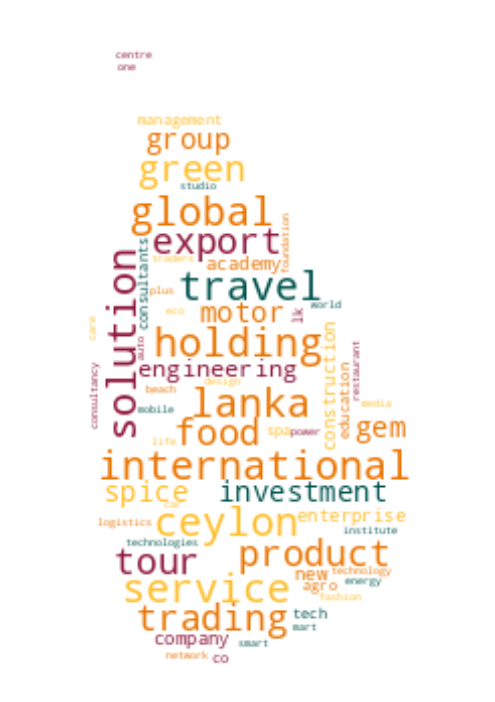 centre
one
management
group
green
studio
global
foundation
export
consultants
traders
academy
solution
travel
plus
world
eco
motor
lk
care
auto
holding
construction
restaurant
engineering
consultancy
design
education
beach
lanka
media
mobile
food
spa
power
gem
life
international
spice
investment
car
logistics
ceylon
enterprise
institute
technologies
tour
product
new
technology
energy
service
agro
fashion
trading
tech
mart
company
smart
network
co